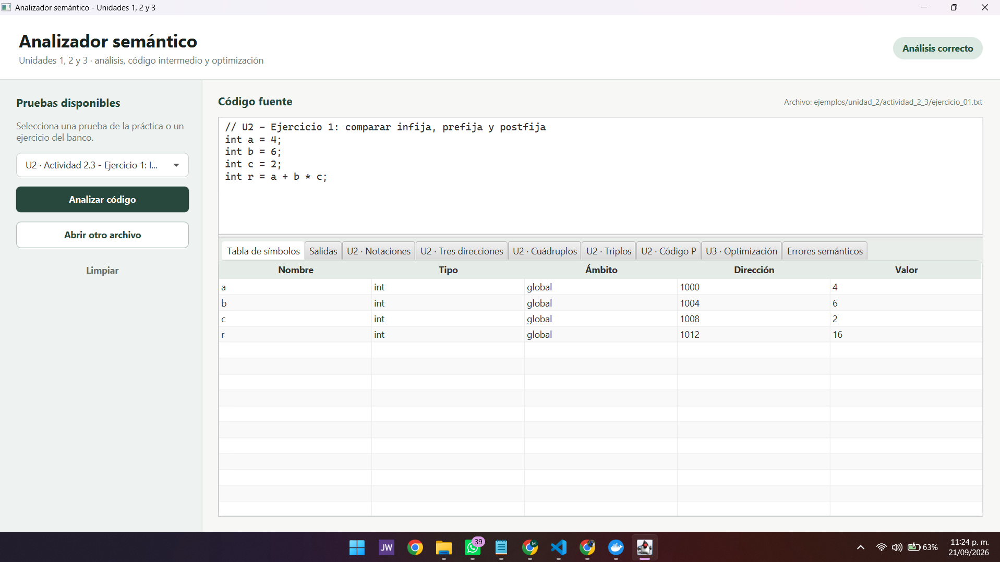 Analizador semántico - Unidades 1, 2 y 3
Analizador semántico
Unidades 1, 2 y 3 · análisis, código intermedio y optimización
Análisis correcto
Pruebas disponibles
Selecciona una prueba de la práctica o un
ejercicio del banco.
U2 · Actividad 2.3 - Ejercicio 1: I...
Analizar código
Abrir otro archivo
Limpiar
Código fuente
Archivo: ejemplos/unidad_2/actividad_2_3/ejercicio_01.txt
// U2 - Ejercicio 1: comparar infija, prefija y postfija
int a = 4;
int b = 6;
int c = 2;
int r = a + b * c;
Tabla de símbolos Salidas U2 · Notaciones U2 · Tres direcciones U2 · Cuádruplos U2 · Triplos U2 · Código P U3 · Optimización Errores semánticos
Nombre Tipo Ámbito Dirección Valor
a int global 1000 4
b int global 1004 6
c int global 1008 2
r int global 1012 16
JW
39
M
63%
11:24 p. m.
21/09/2026